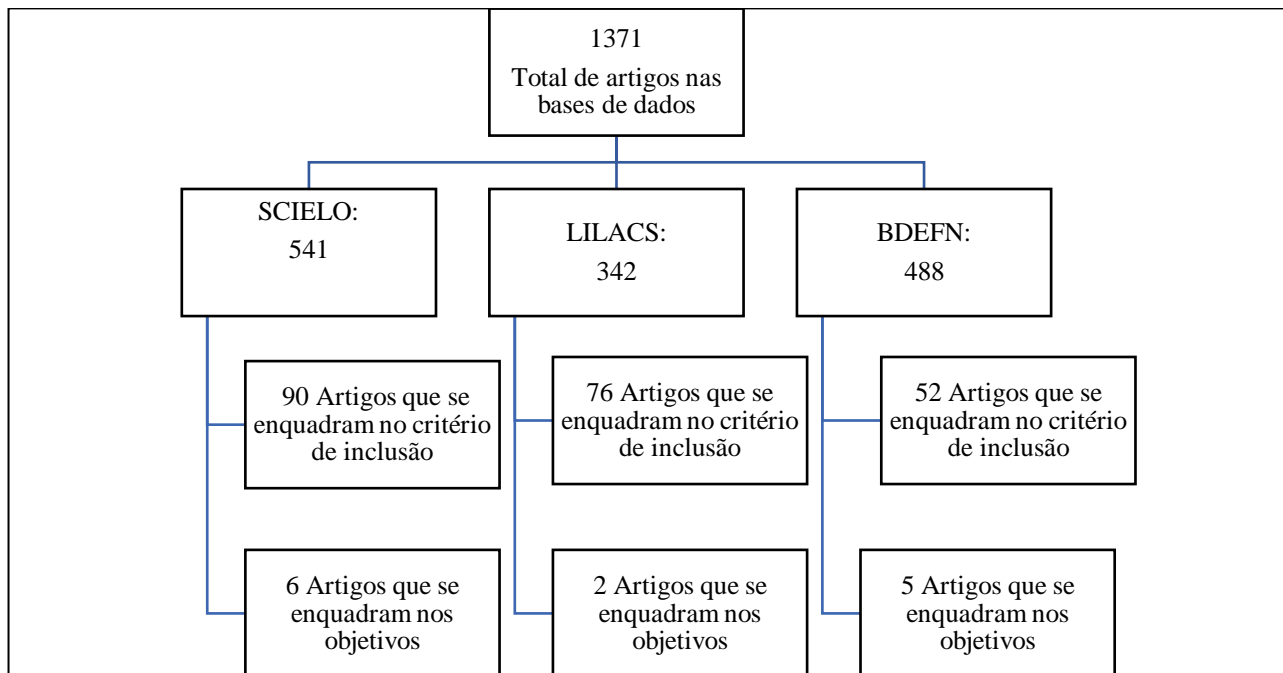 1371
Total de artigos nas
bases de dados
SCIELO:
541
LILACS:
342
BDEFN:
488
90 Artigos que se
enquadram no critério
de inclusão
76 Artigos que se
enquadram no critério
de inclusão
52 Artigos que se
enquadram no critério
de inclusão
6 Artigos que se
enquadram nos
objetivos
2 Artigos que se
enquadram nos
objetivos
5 Artigos que se
enquadram nos
objetivos